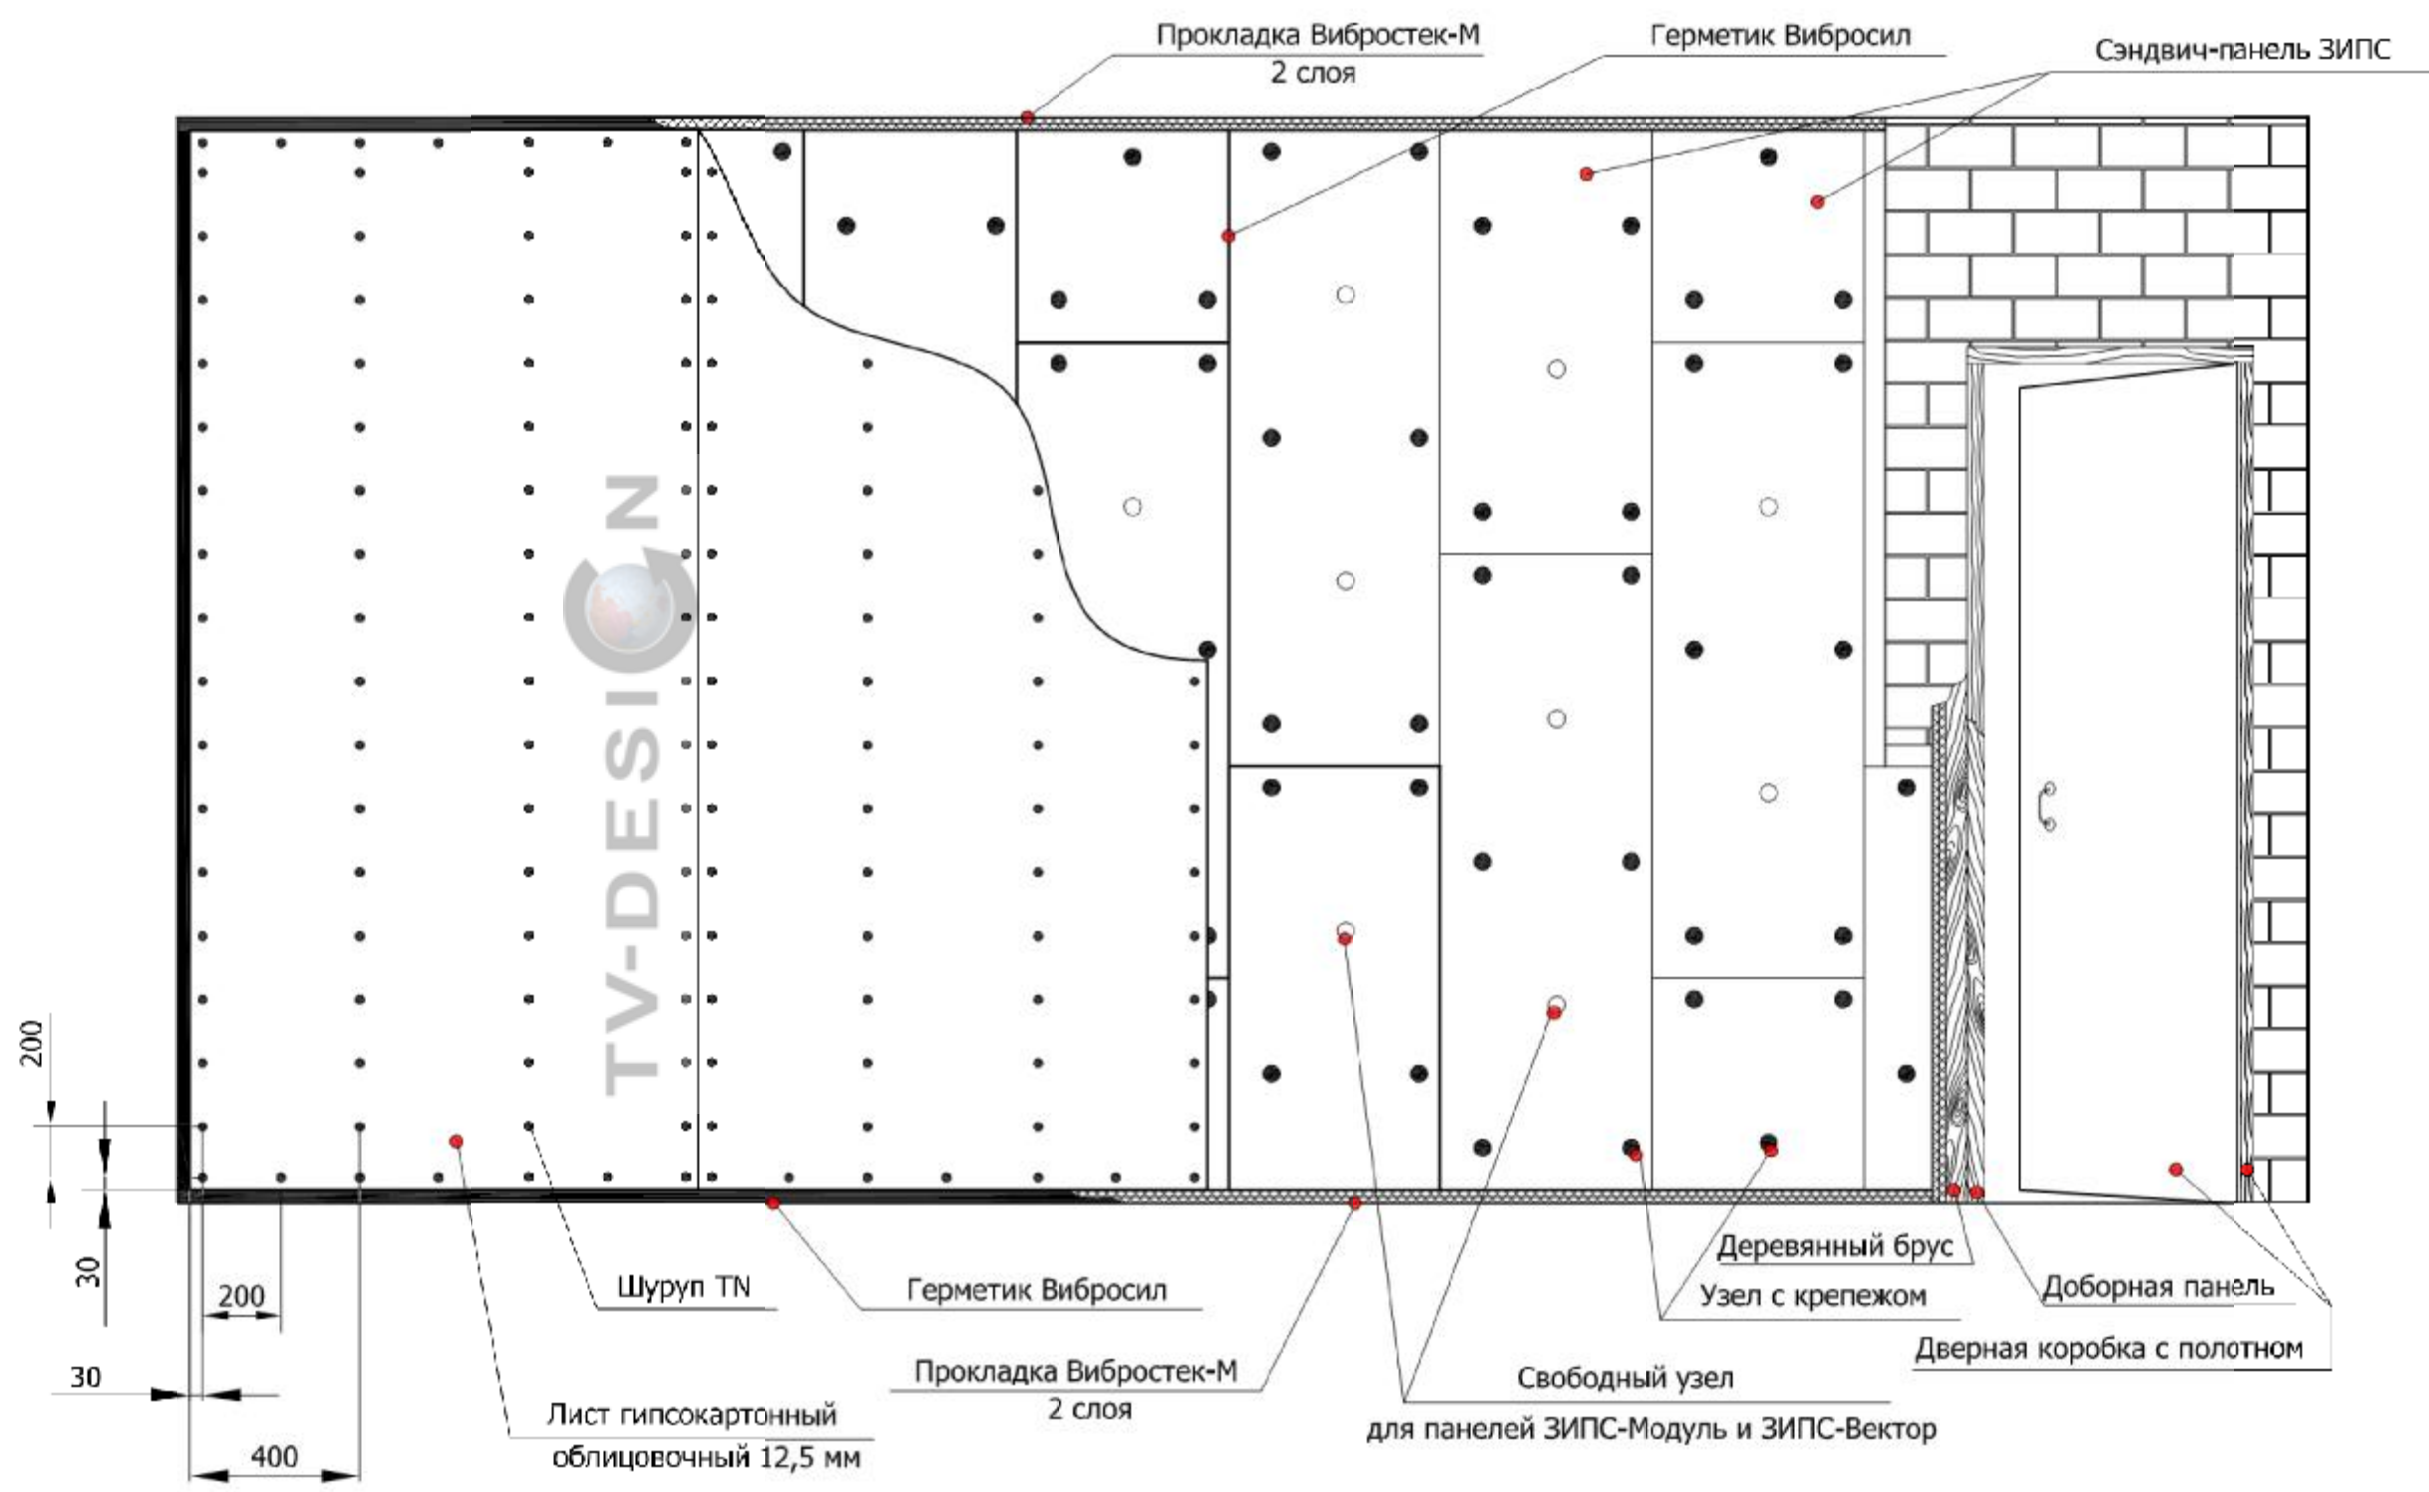 Прокладка Вибростек-М
2 слоя
Герметик Вибросил
Сэндвич-панель ЗИПС
TV-DESIGN
200
30
200
30
400
Шуруп TN
Герметик Вибросил
Лист гипсокартонный
облицовочный 12,5 мм
Прокладка Вибростек-М
2 слоя
Деревянный брус
Узел с крепежом
Доборная панель
Дверная коробка с полотном
Свободный узел
для панелей ЗИПС-Модуль и ЗИПС-Вектор